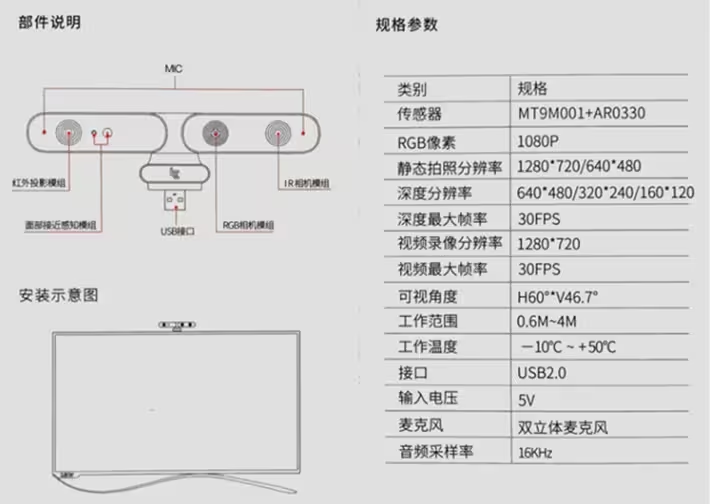 部件说明
MIC
红外投影模组
IR相机模组
面部接近感知模组
USB接口
RGB相机模组
安装示意图
规格参数
类别 规格
传感器 MT9M001+AR0330
RGB像素 1080P
静态拍照分辨率 1280*720/640*480
深度分辨率 640*480/320*240/160*120
深度最大帧率 30FPS
视频录像分辨率 1280*720
视频最大帧率 30FPS
可视角度 H60°*V46.7°
工作范围 0.6M~4M
工作温度 －10℃ ~ +50℃
接口 USB2.0
输入电压 5V
麦克风 双立体麦克风
音频采样率 16KHz